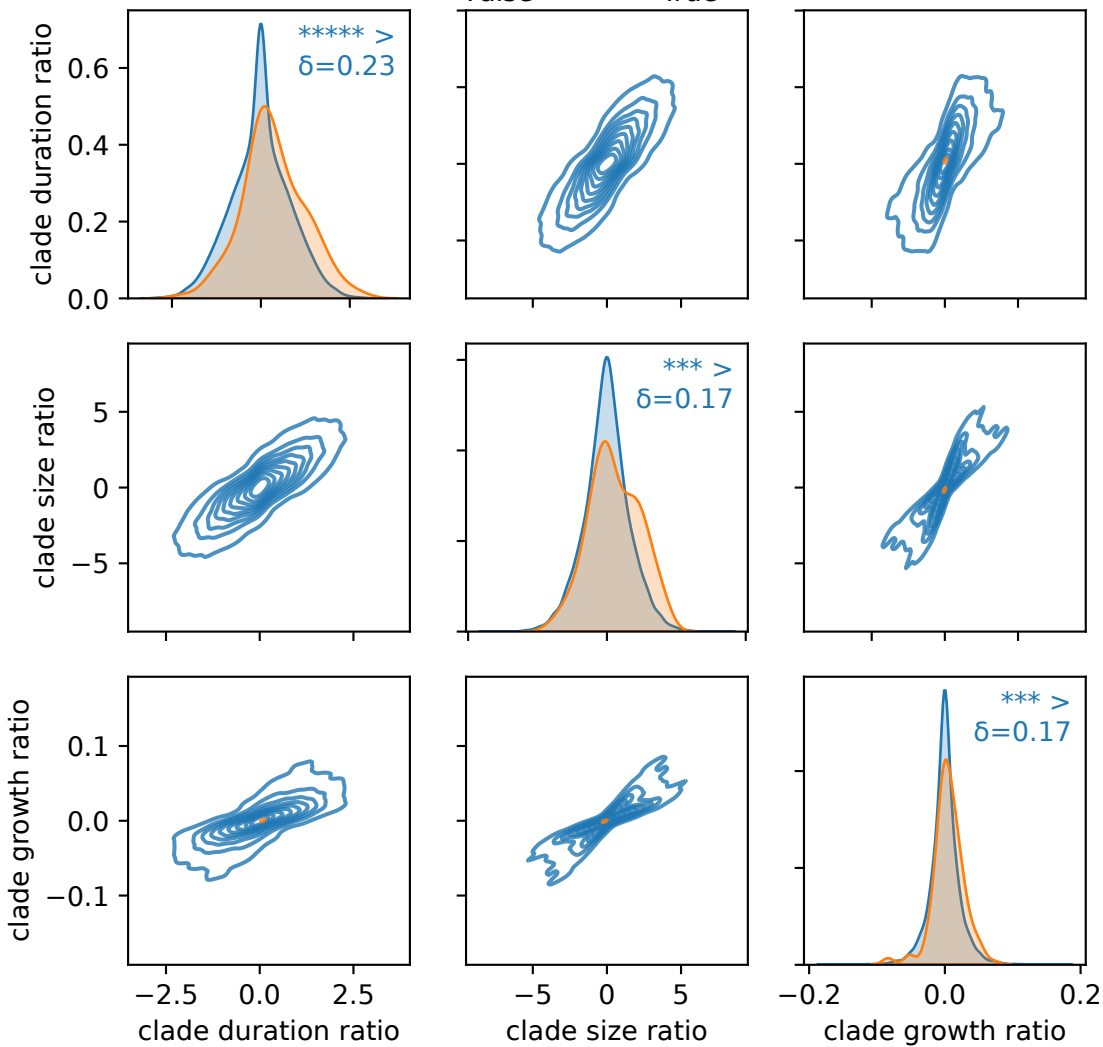 False True
clade duration ratio
0.6
0.4
0.2
0.0
***** >
δ=0.23
clade size ratio
5
0
−5
*** >
δ=0.17
clade growth ratio
0.1
0.0
−0.1
*** >
δ=0.17
−2.5 0.0 2.5
−5 0 5
−0.2 0.0 0.2
clade duration ratio
clade size ratio
clade growth ratio